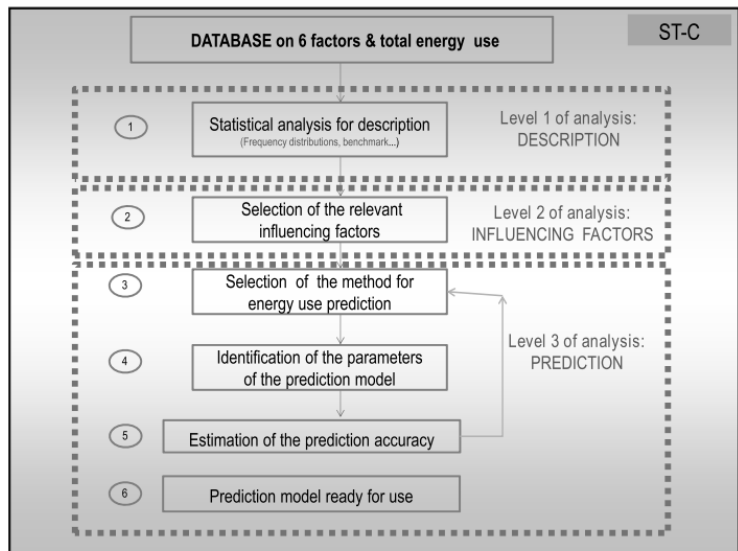 DATABASE on 6 factors & total energy use
ST-C
1
Statistical analysis for description
(Frequency distributions, benchmark...)
Level 1 of analysis:
DESCRIPTION
2
Selection of the relevant
influencing factors
Level 2 of analysis:
INFLUENCING FACTORS
3
Selection of the method for
energy use prediction
Level 3 of analysis:
PREDICTION
4
Identification of the parameters
of the prediction model
5
Estimation of the prediction accuracy
6
Prediction model ready for use